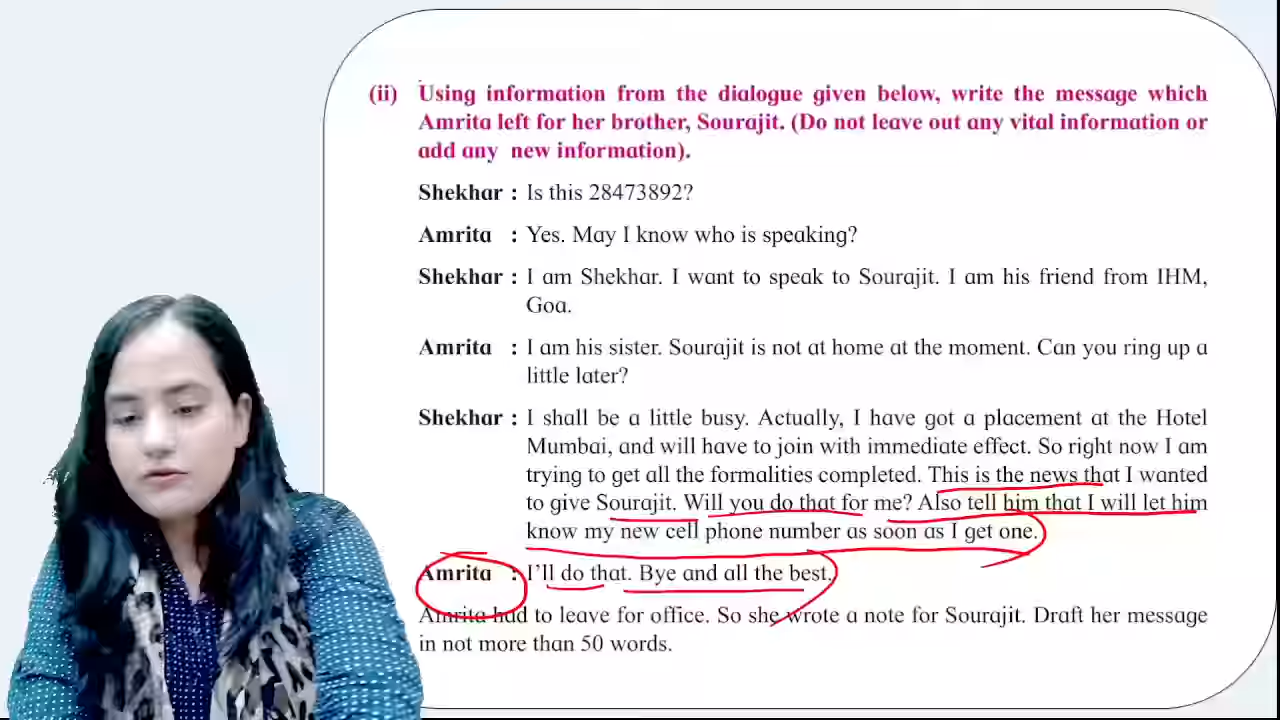 (ii) Using information from the dialogue given below, write the message which
Amrita left for her brother, Sourajit. (Do not leave out any vital information or
add any new information).
Shekhar : Is this 28473892?
Amrita : Yes. May I know who is speaking?
Shekhar : I am Shekhar. I want to speak to Sourajit. I am his friend from IHM,
Goa.
Amrita : I am his sister. Sourajit is not at home at the moment. Can you ring up a
little later?
Shekhar : I shall be a little busy. Actually, I have got a placement at the Hotel
Mumbai, and will have to join with immediate effect. So right now I am
trying to get all the formalities completed. This is the news that I wanted
to give Sourajit. Will you do that for me? Also tell him that I will let him
know my new cell phone number as soon as I get one.
Amrita : I'll do that. Bye and all the best.
Amrita had to leave for office. So she wrote a note for Sourajit. Draft her message
in not more than 50 words.